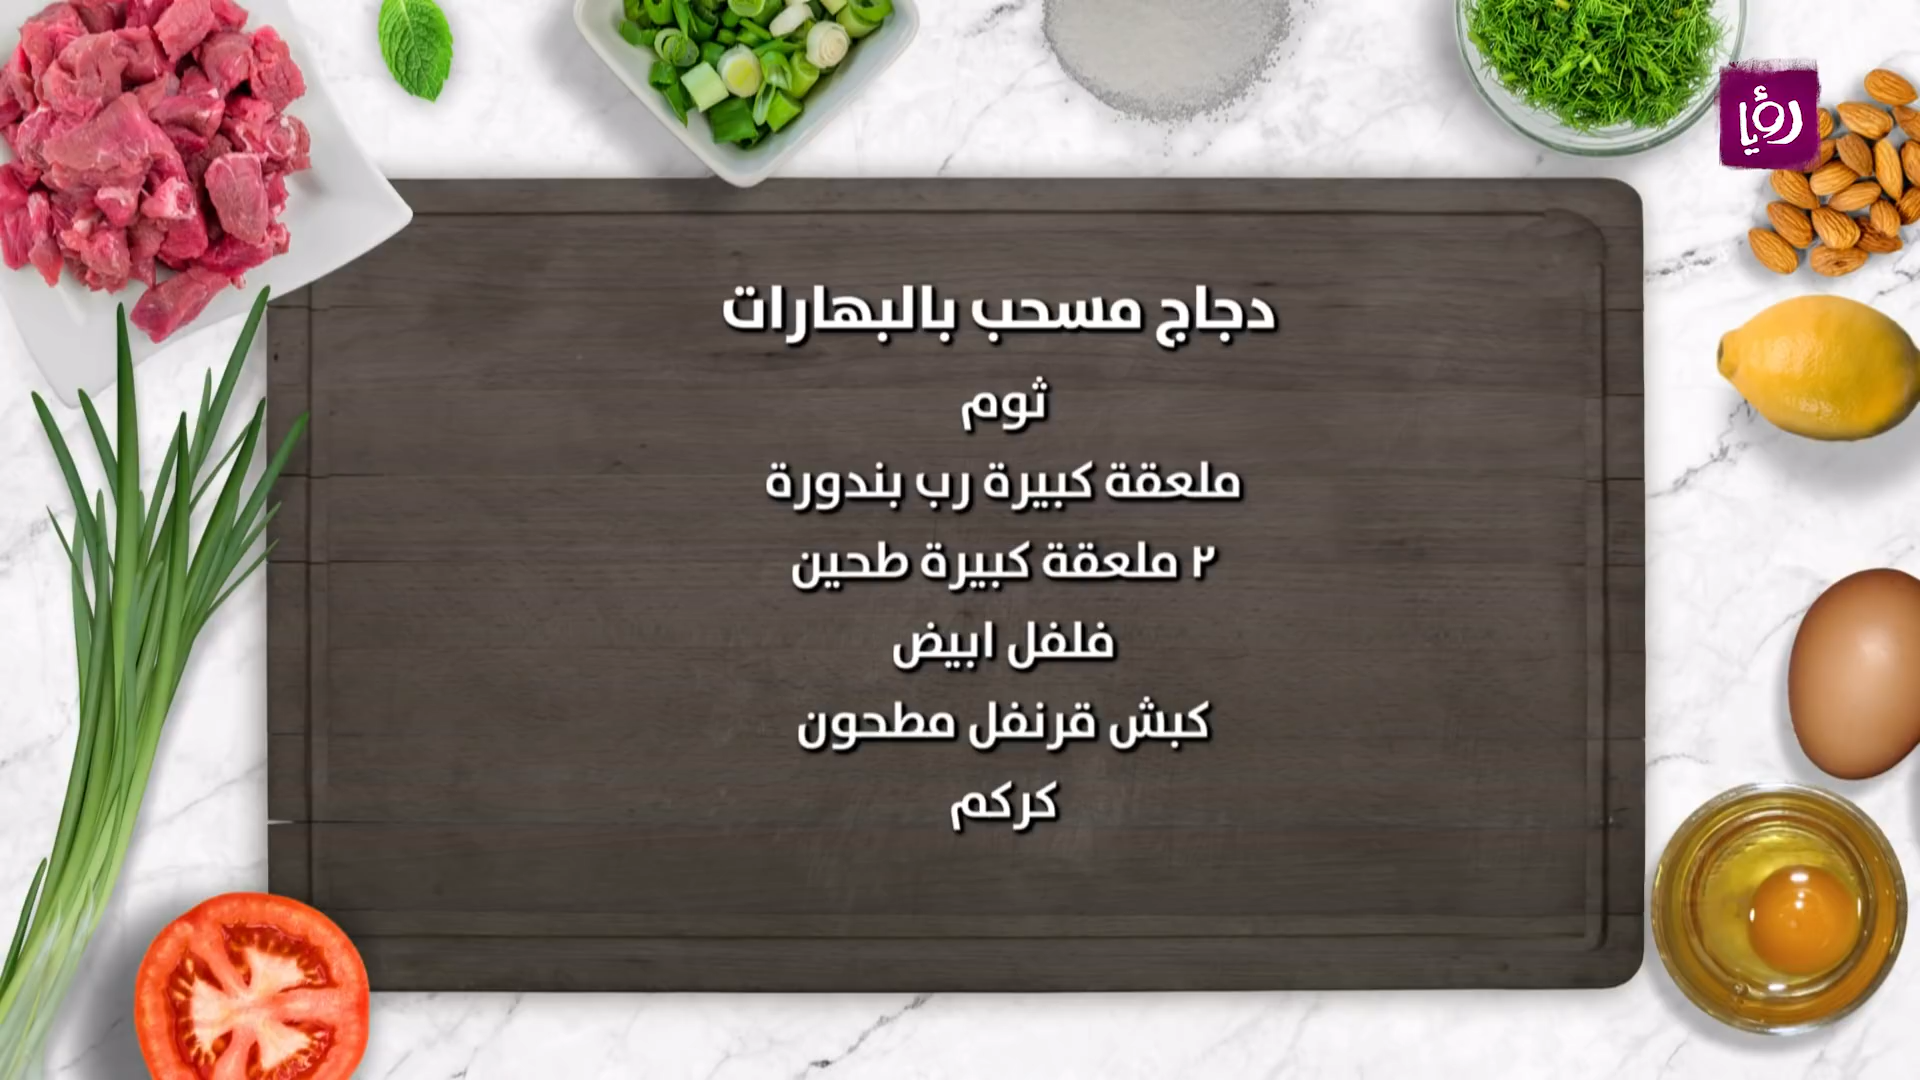 رؤيا
دجاج مسحب بالبهارات
ثوم
ملعقة كبيرة رب بندورة
٢ ملعقة كبيرة طحين
فلفل ابيض
كبش قرنفل مطحون
كركم